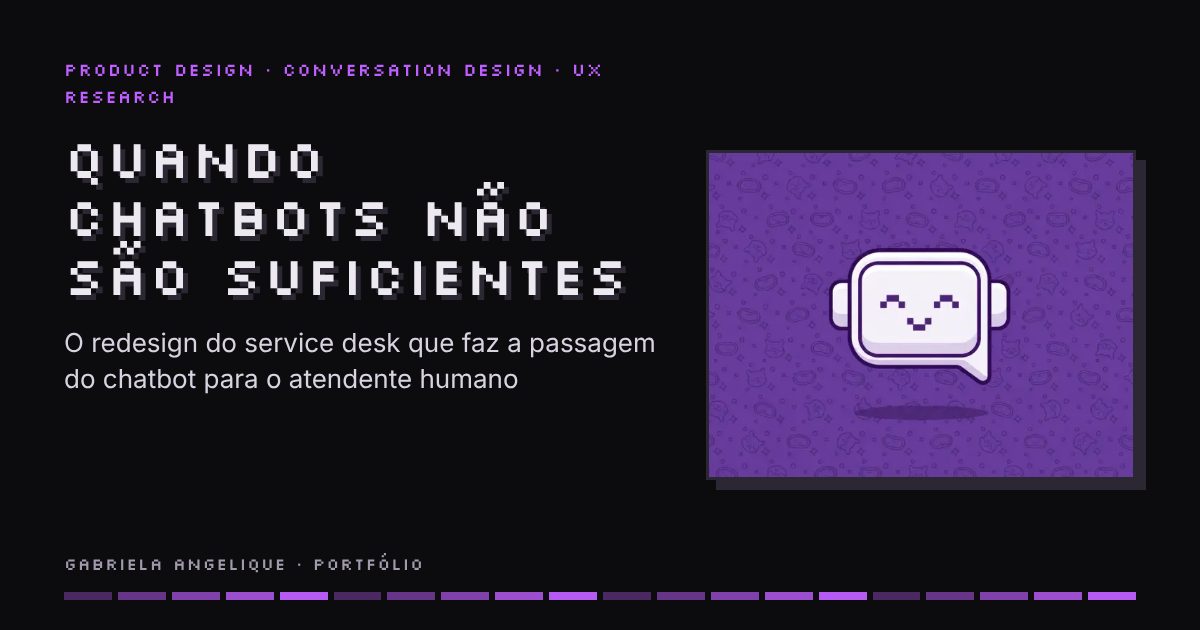 PRODUCT DESIGN · CONVERSATION DESIGN · UX
RESEARCH
QUANDO
CHATBOTS NÃO
SÃO SUFICIENTES
O redesign do service desk que faz a passagem
do chatbot para o atendente humano
GABRIELA ANGELIQUE · PORTFÓLIO